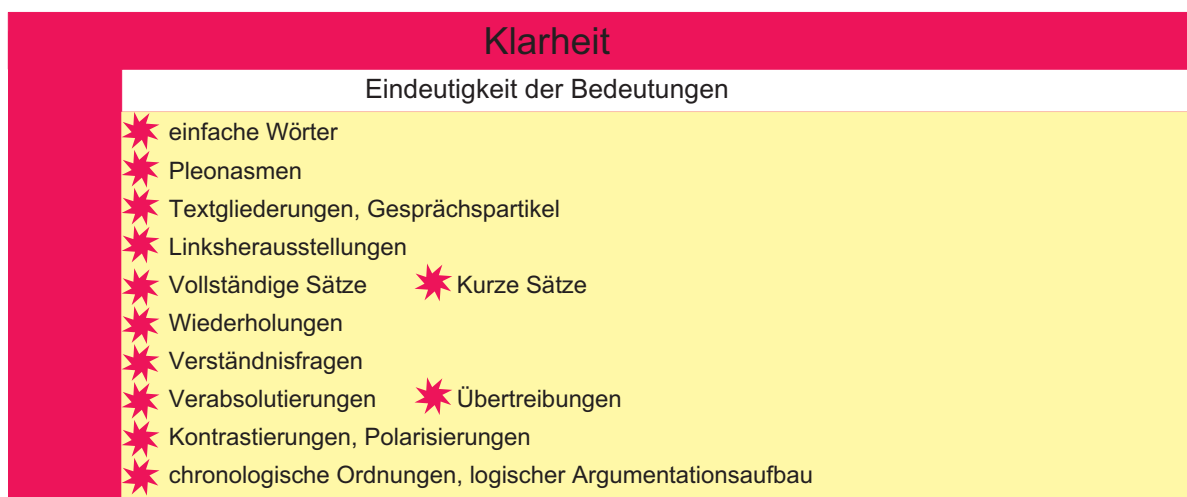 Klarheit
Eindeutigkeit der Bedeutungen
einfache Wörter
Pleonasmen
Textgliederungen, Gesprächspartikel
Linksherausstellungen
Vollständige Sätze Kurze Sätze
Wiederholungen
Verständnisfragen
Verabsolutierungen Übertreibungen
Kontrastierungen, Polarisierungen
chronologische Ordnungen, logischer Argumentationsaufbau